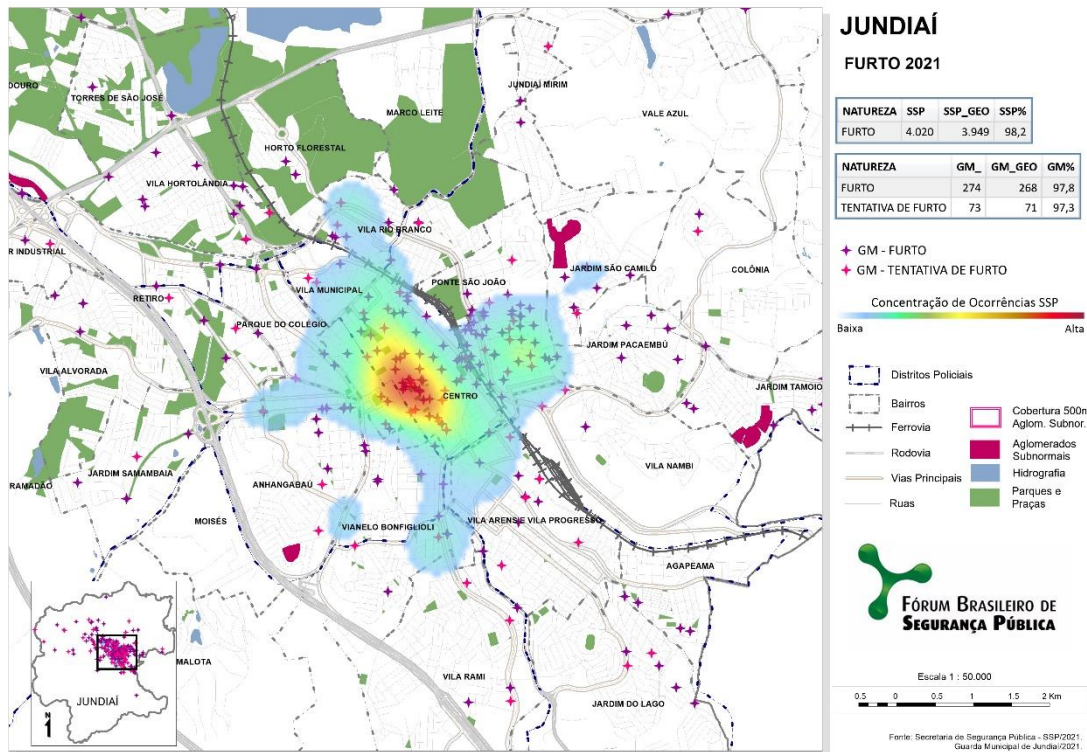 JUNDIAÍ
FURTO 2021
NATUREZA SSP SSP_GEO SSP%
FURTO 4.020 3.949 98,2
NATUREZA GM_ GM_GEO GM%
FURTO 274 268 97,8
TENTATIVA DE FURTO 73 71 97,3
GM - FURTO
GM - TENTATIVA DE FURTO
Concentração de Ocorrências SSP
Baixa Alta
Distritos Policiais
Bairros
Ferrovia
Rodovia
Vias Principais
Ruas
Cobertura 500m
Aglom. Subnor.
Aglomerados
Subnormais
Hidrografia
Parques e
Praças
FÓRUM BRASILEIRO DE
SEGURANÇA PÚBLICA
Escala 1 : 50.000
0.5 0 0.5 1 1.5 2 Km
Fonte: Secretaria de Segurança Pública - SSP/2021.
Guarda Municipal de Jundiaí/2021.
DOURO
TORRES DE SÃO JOSÉ
JUNDIAÍ MIRIM
MARCO LEITE
VALE AZUL
HORTO FLORESTAL
VILA HORTOLÂNDIA
VILA RIO BRANCO
R INDUSTRIAL
JARDIM SÃO CAMILO
COLÔNIA
PONTE SÃO JOÃO
VILA MUNICIPAL
RETIRO
PARQUE DO COLÉGIO
JARDIM PACAEMBÚ
VILA ALVORADA
JARDIM TAMOIO
CENTRO
VILA NAMBI
JARDIM SAMAMBAIA
RAMADÃO
ANHANGABAÚ
MOISÉS
VIANELO BONFIGLIOLI
VILA ARENS E VILA PROGRESSO
AGAPEAMA
MALOTA
VILA RAMI
JARDIM DO LAGO
JUNDIAÍ
N